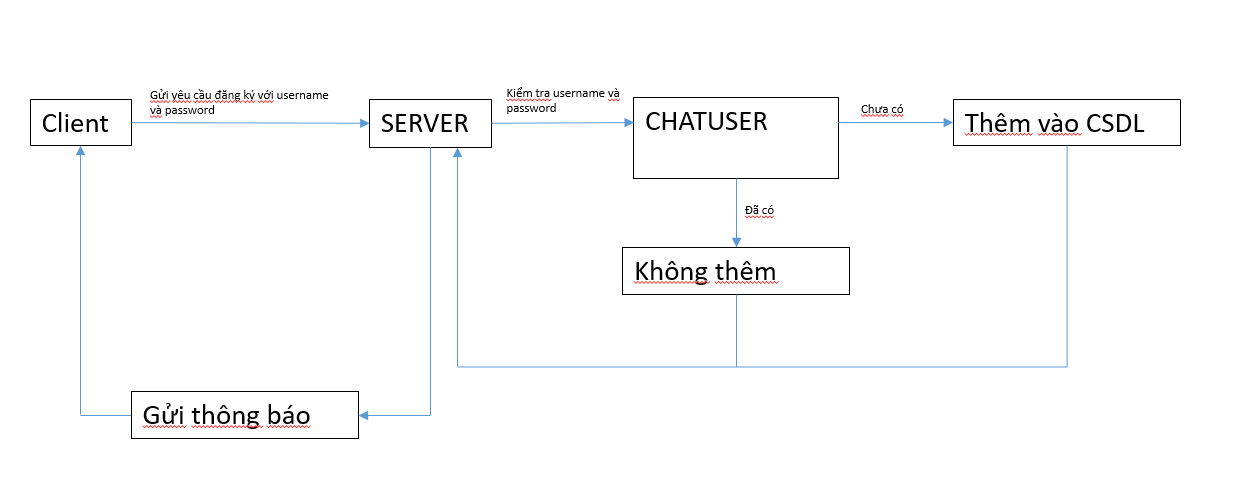 Gửi yêu cầu đăng ký với username
và password
Kiểm tra username và
password
Client
SERVER
CHATUSER
Chưa có
Thêm vào CSDL
Đã có
Không thêm
Gửi thông báo